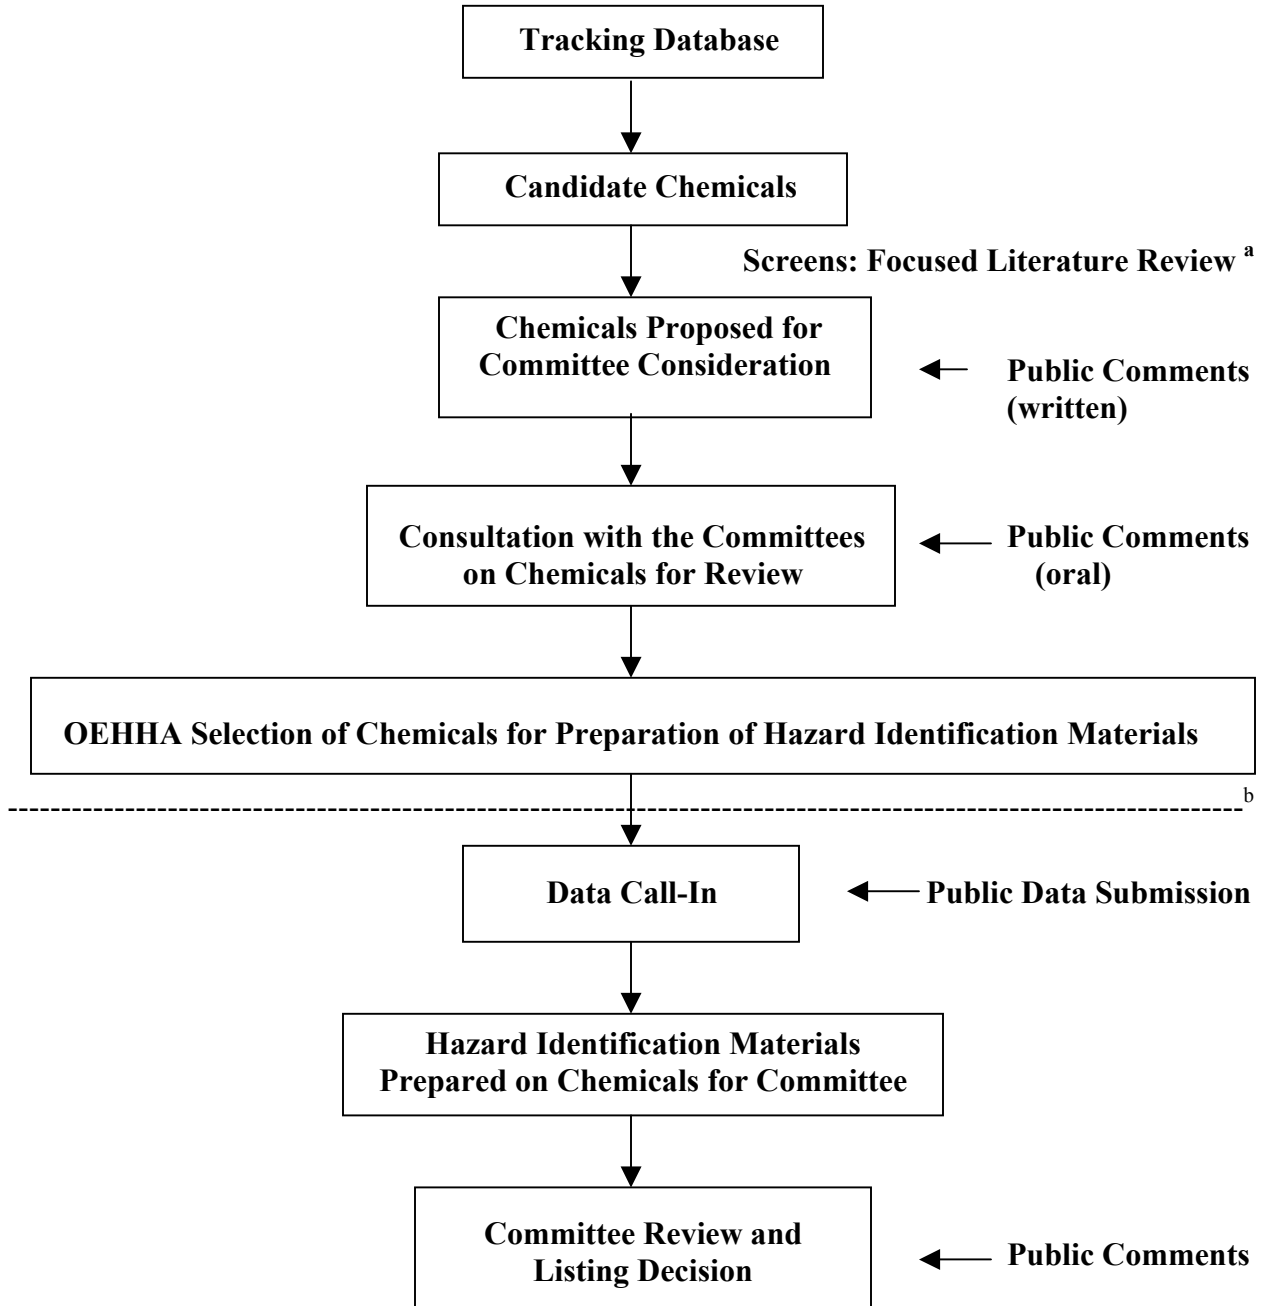 Tracking Database
Candidate Chemicals
Screens: Focused Literature Review a
Chemicals Proposed for
Committee Consideration
Public Comments
(written)
Consultation with the Committees
on Chemicals for Review
Public Comments
(oral)
OEHHA Selection of Chemicals for Preparation of Hazard Identification Materials
b
Data Call-In
Public Data Submission
Hazard Identification Materials
Prepared on Chemicals for Committee
Committee Review and
Listing Decision
Public Comments